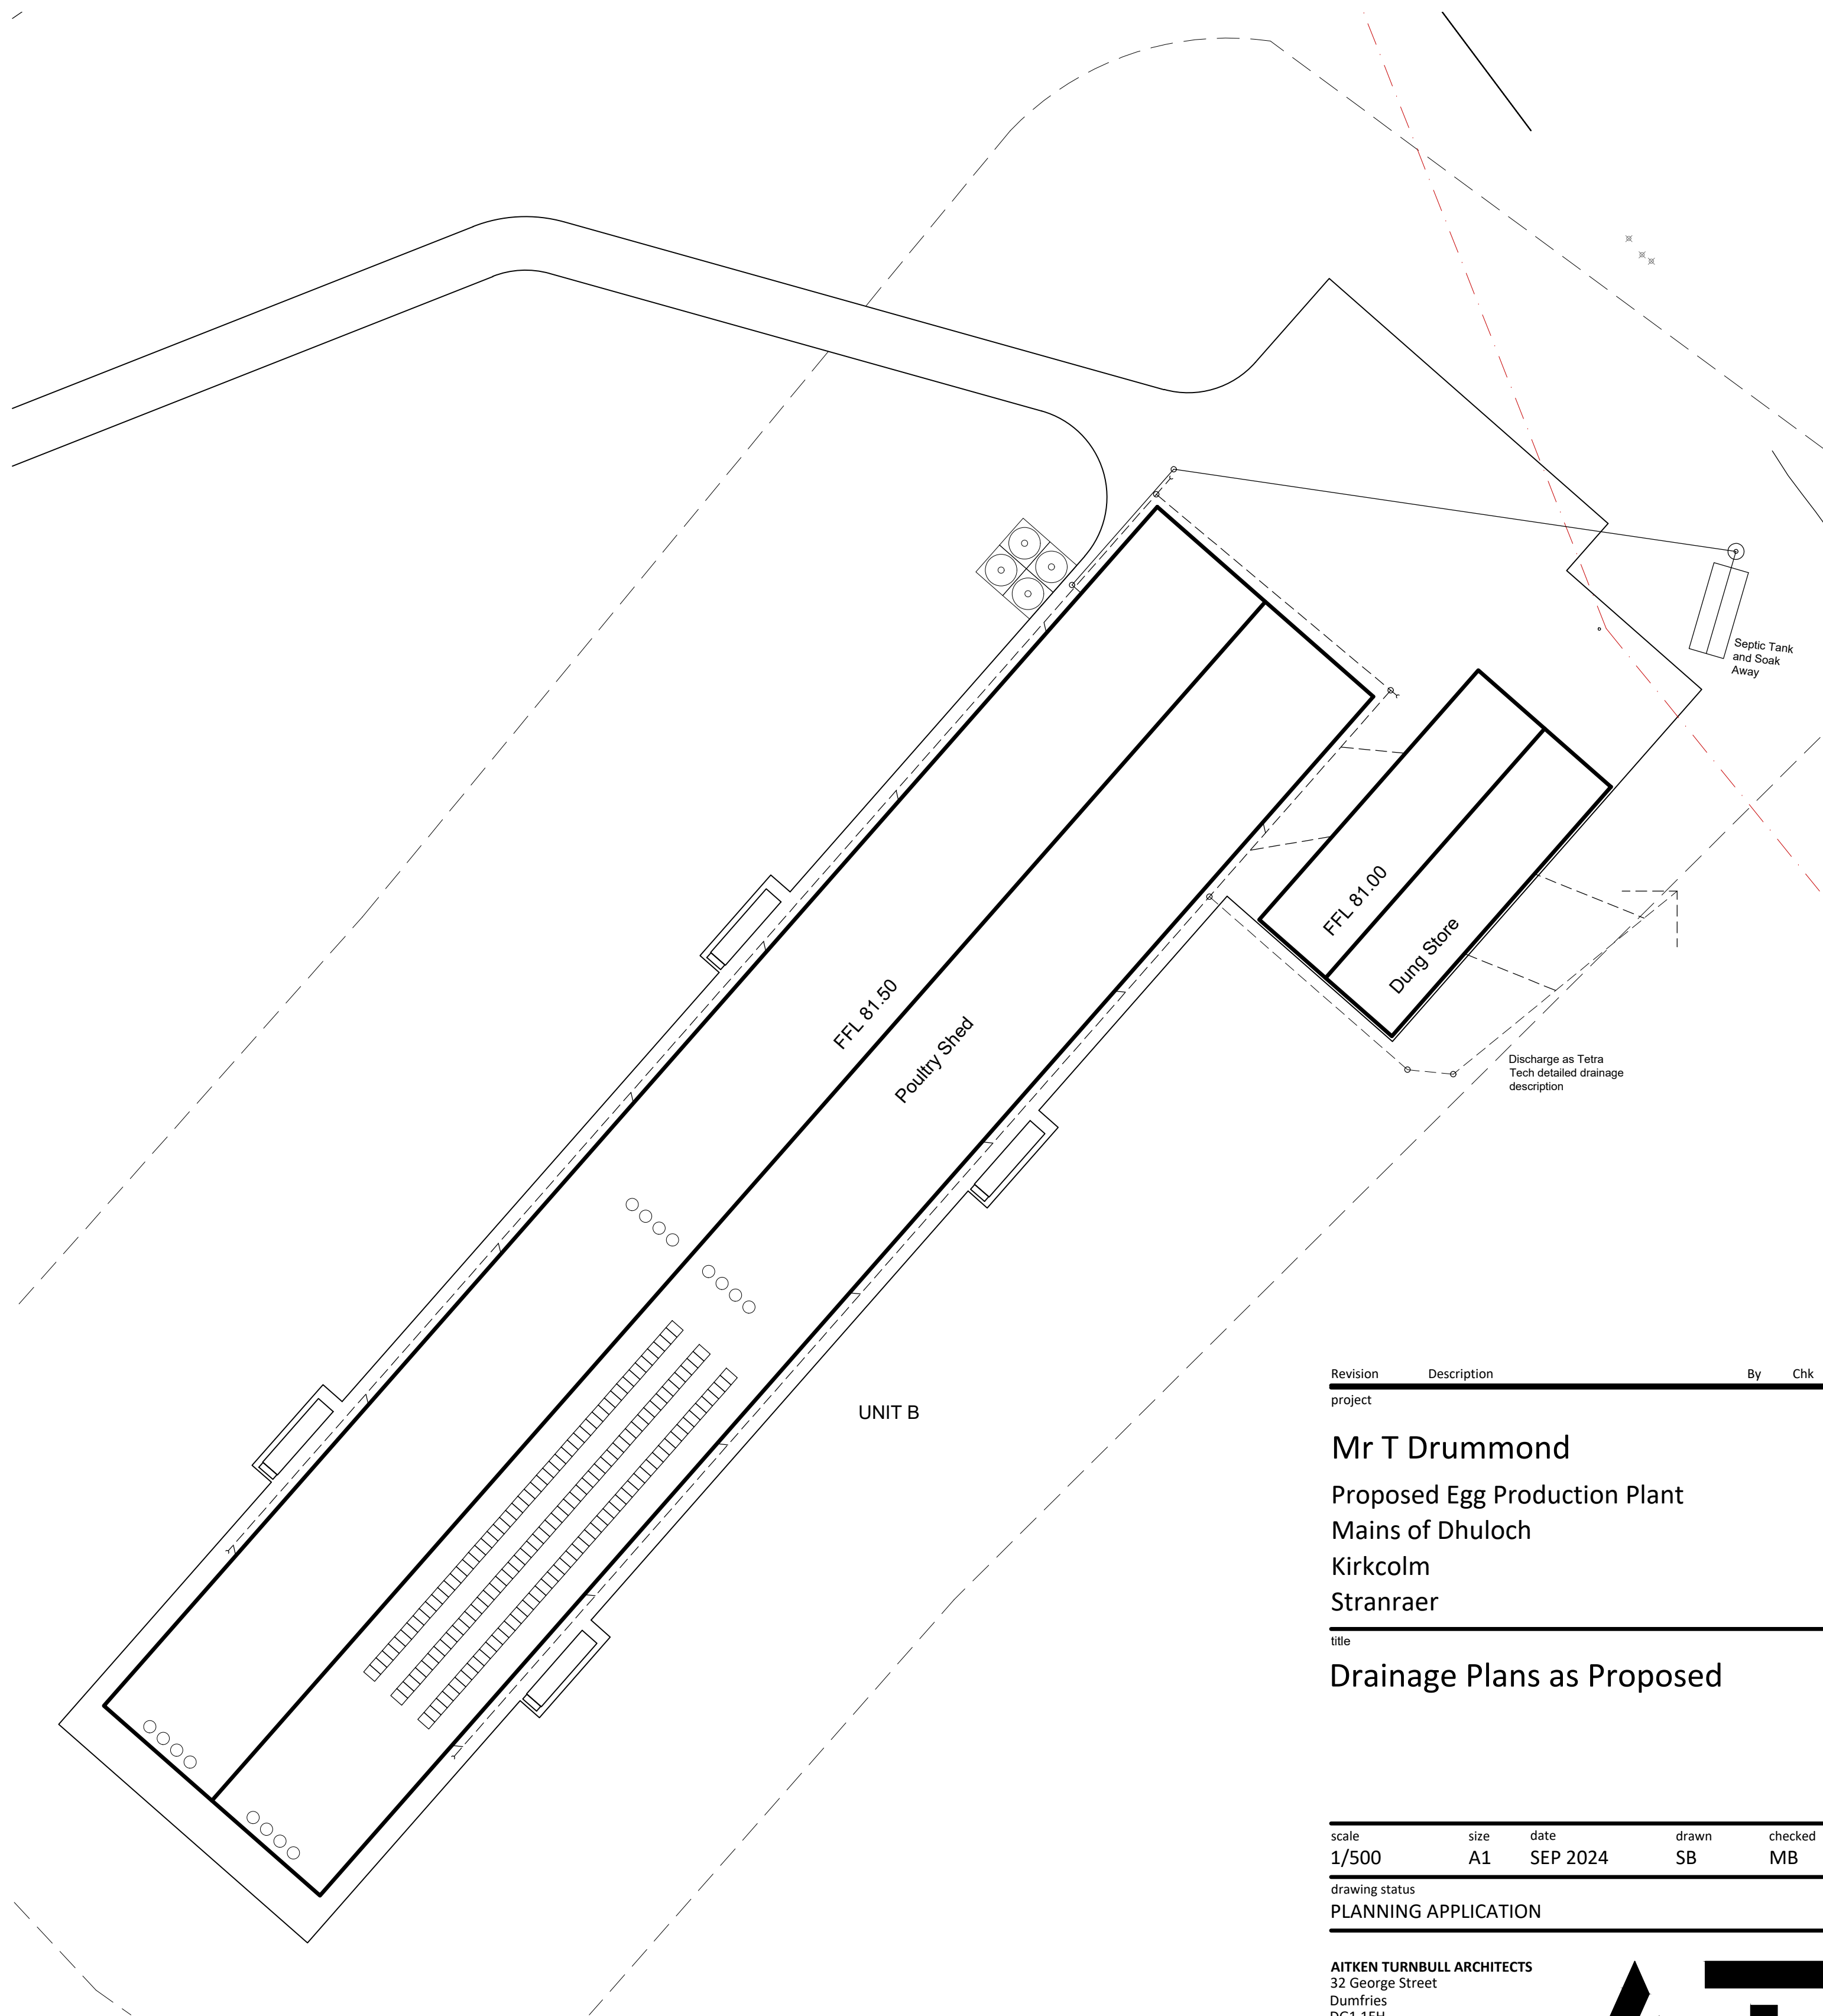 Septic Tank
and Soak
Away
FFL 81.00
Dung Store
FFL 81.50
Poultry Shed
Discharge as Tetra
Tech detailed drainage
description
UNIT B
Revision Description By Chk
project
Mr T Drummond
Proposed Egg Production Plant
Mains of Dhuloch
Kirkcolm
Stranraer
title
Drainage Plans as Proposed
scale size date drawn checked
1/500 A1 SEP 2024 SB MB
drawing status
PLANNING APPLICATION
AITKEN TURNBULL ARCHITECTS
32 George Street
Dumfries